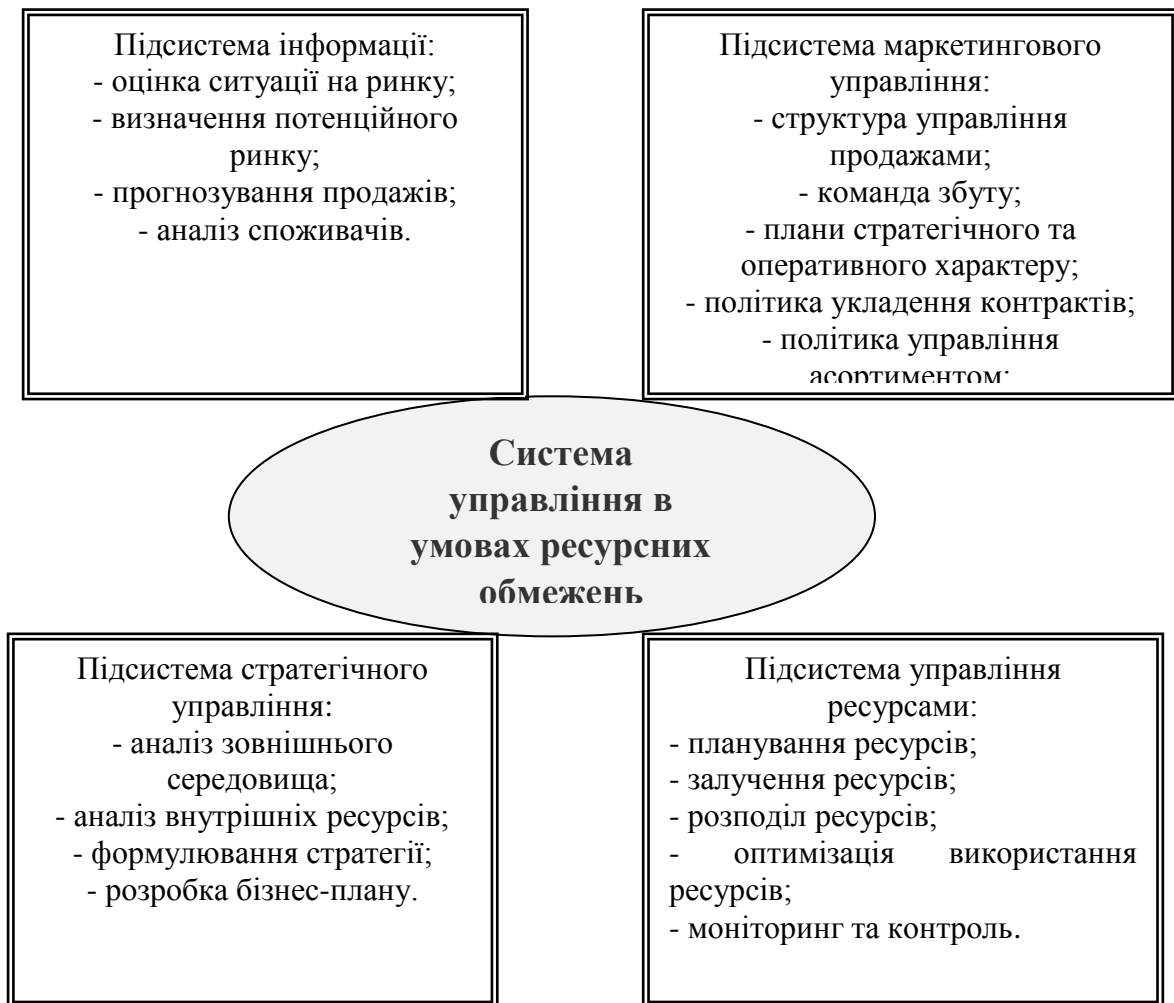 Підсистема інформації:
- оцінка ситуації на ринку;
- визначення потенційного
ринку;
- прогнозування продажів;
- аналіз споживачів.
Підсистема маркетингового
управління:
- структура управління
продажами;
- команда збуту;
- плани стратегічного та
оперативного характеру;
- політика укладення контрактів;
- політика управління
асортиментом;
Система
управління в
умовах ресурсних
обмежень
Підсистема стратегічного
управління:
- аналіз зовнішнього
середовища;
- аналіз внутрішніх ресурсів;
- формулювання стратегії;
- розробка бізнес-плану.
Підсистема управління
ресурсами:
- планування ресурсів;
- залучення ресурсів;
- розподіл ресурсів;
- оптимізація використання
ресурсів;
- моніторинг та контроль.